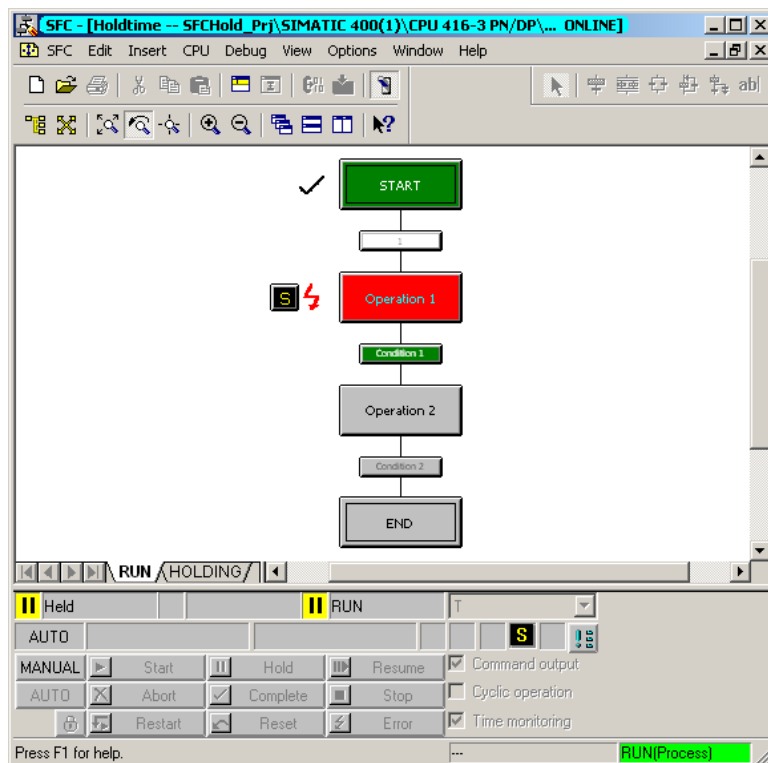 SFC - [Holdtime -- SFCHold_Prj\SIMATIC 400(1)\CPU 416-3 PN/DP\... ONLINE]
SFC Edit Insert CPU Debug View Options Window Help
ab|
START
1
S Operation 1
Condition 1
Operation 2
Condition 2
END
RUN HOLDING
Held RUN T
AUTO S
MANUAL Start Hold Resume Command output
AUTO Abort Complete Stop Cyclic operation
Restart Reset Error Time monitoring
Press F1 for help. --- RUN(Process)